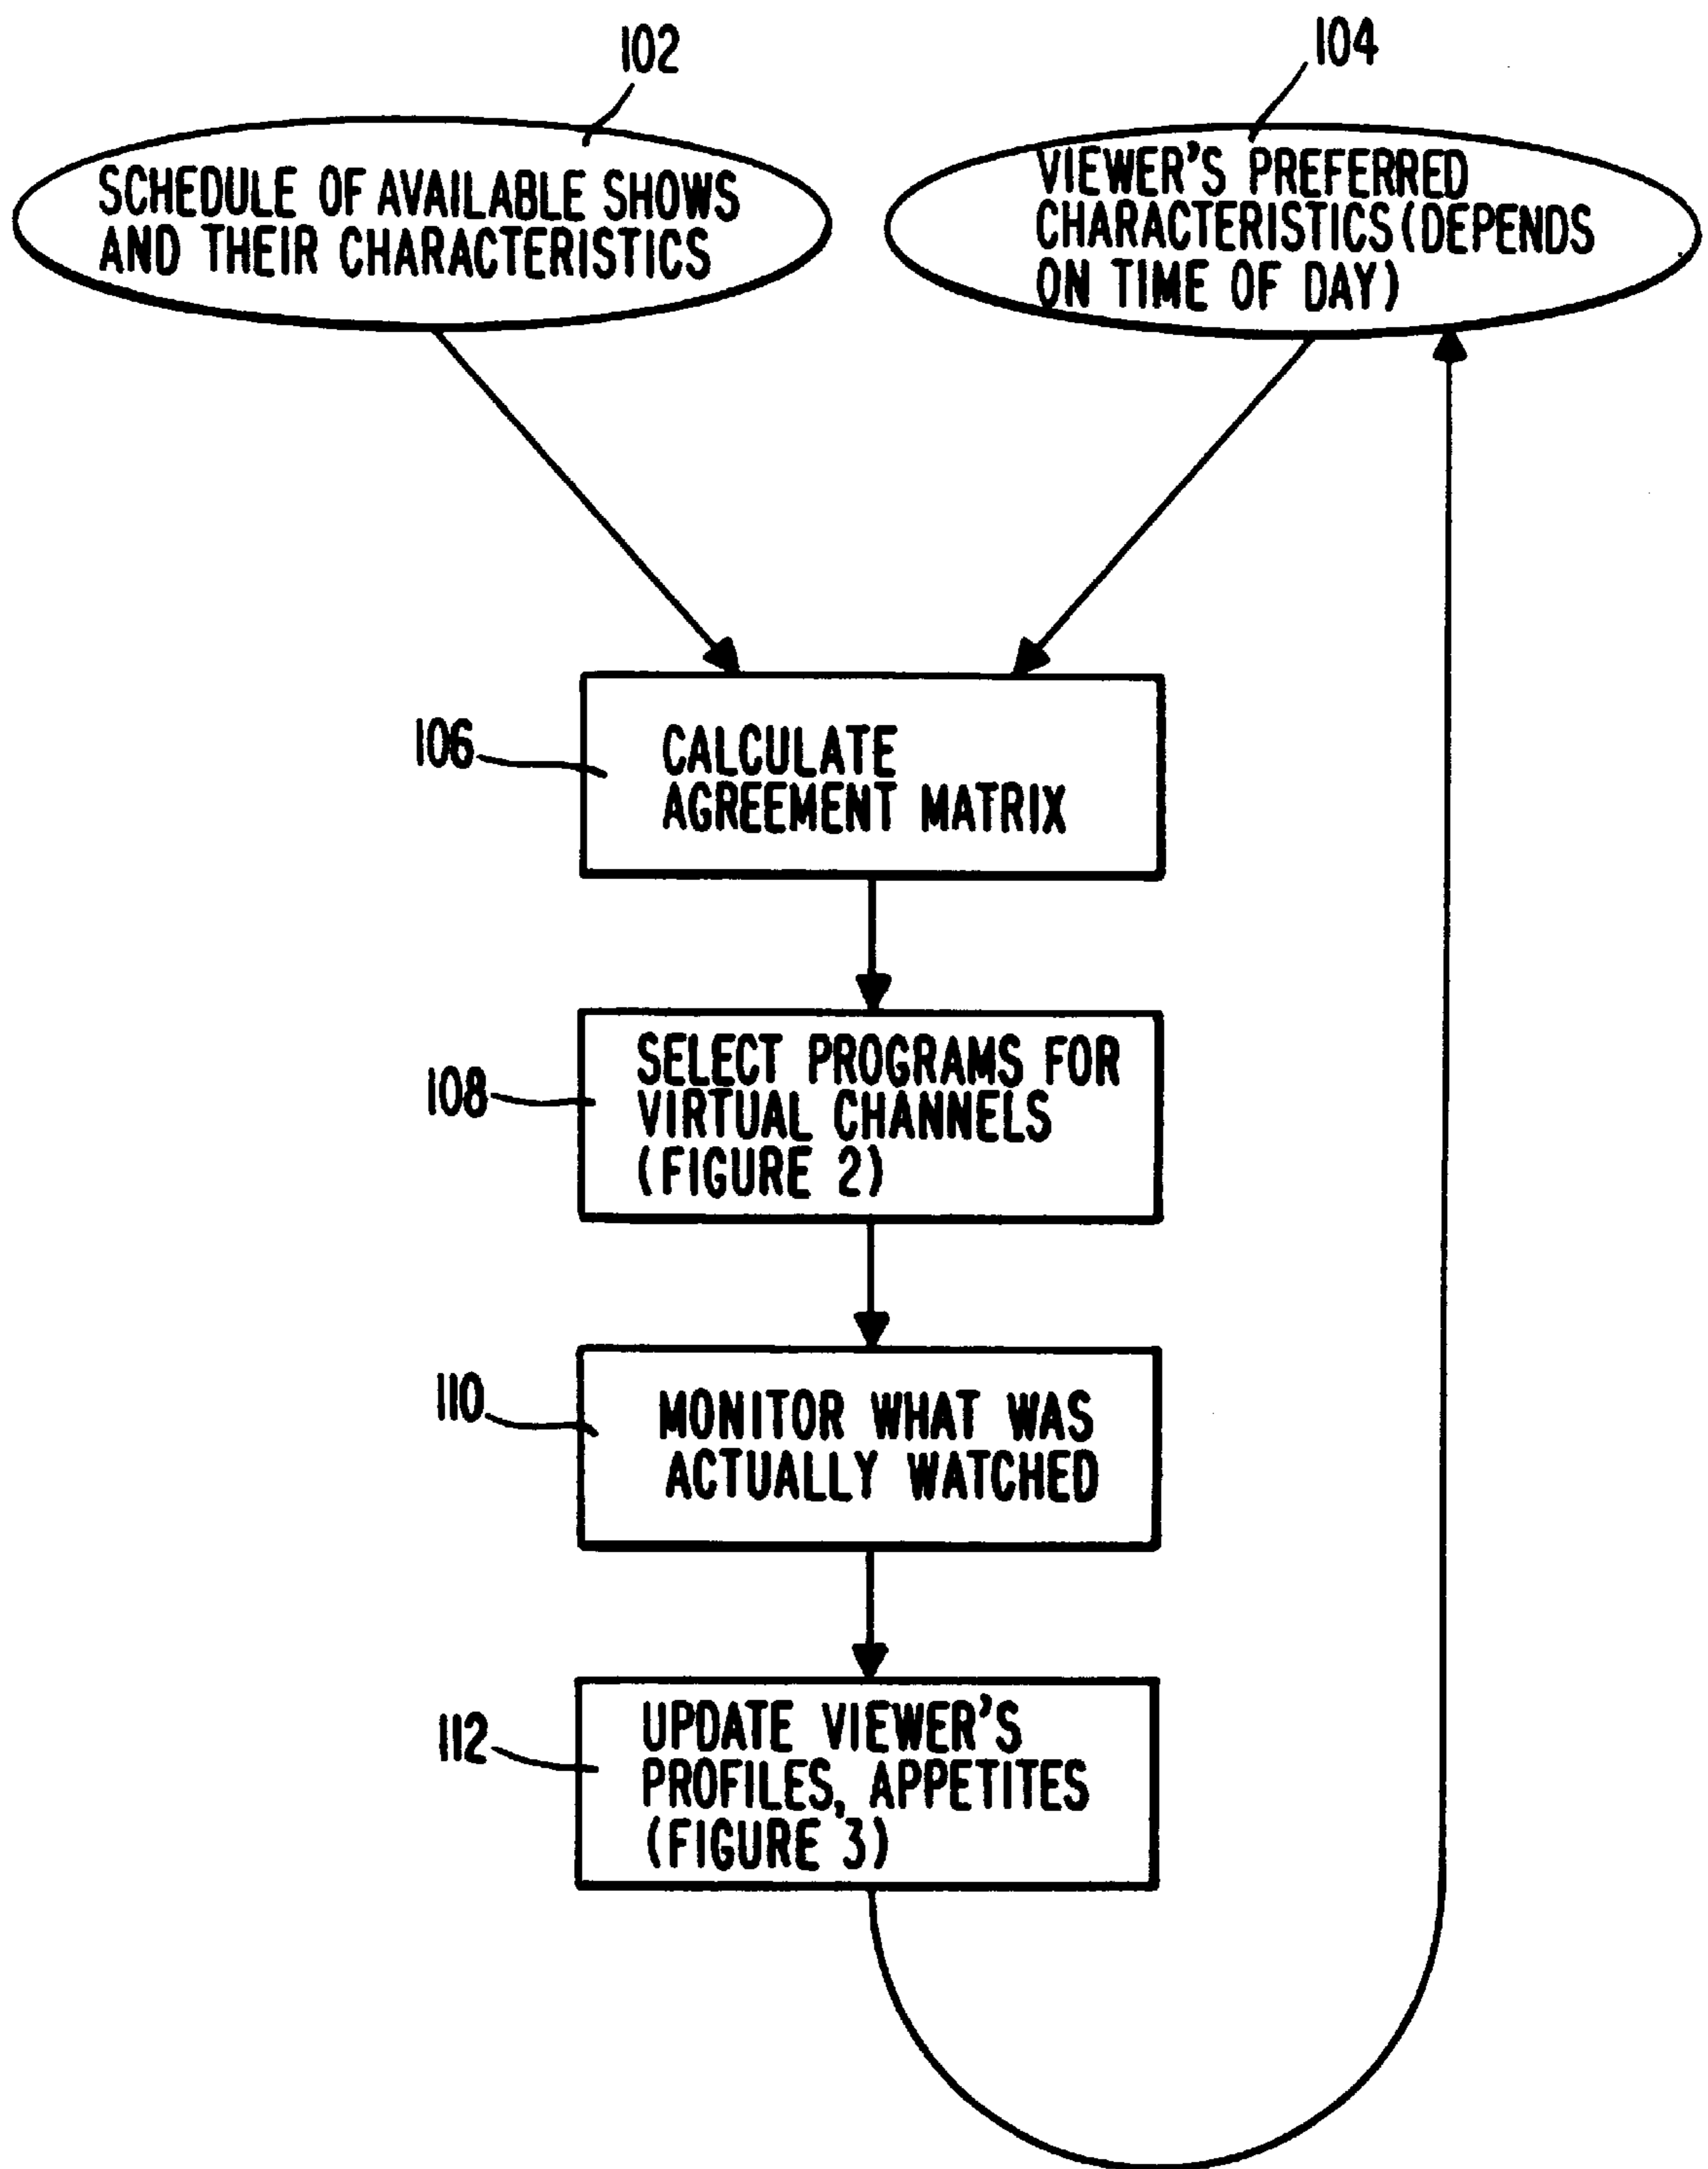 102
104
SCHEDULE OF AVAILABLE SHOWS
AND THEIR CHARACTERISTICS
VIEWER'S PREFERRED
CHARACTERISTICS (DEPENDS
ON TIME OF DAY)
106
CALCULATE
AGREEMENT MATRIX
108
SELECT PROGRAMS FOR
VIRTUAL CHANNELS
(FIGURE 2)
110
MONITOR WHAT WAS
ACTUALLY WATCHED
112
UPDATE VIEWER'S
PROFILES, APPETITES
(FIGURE 3)